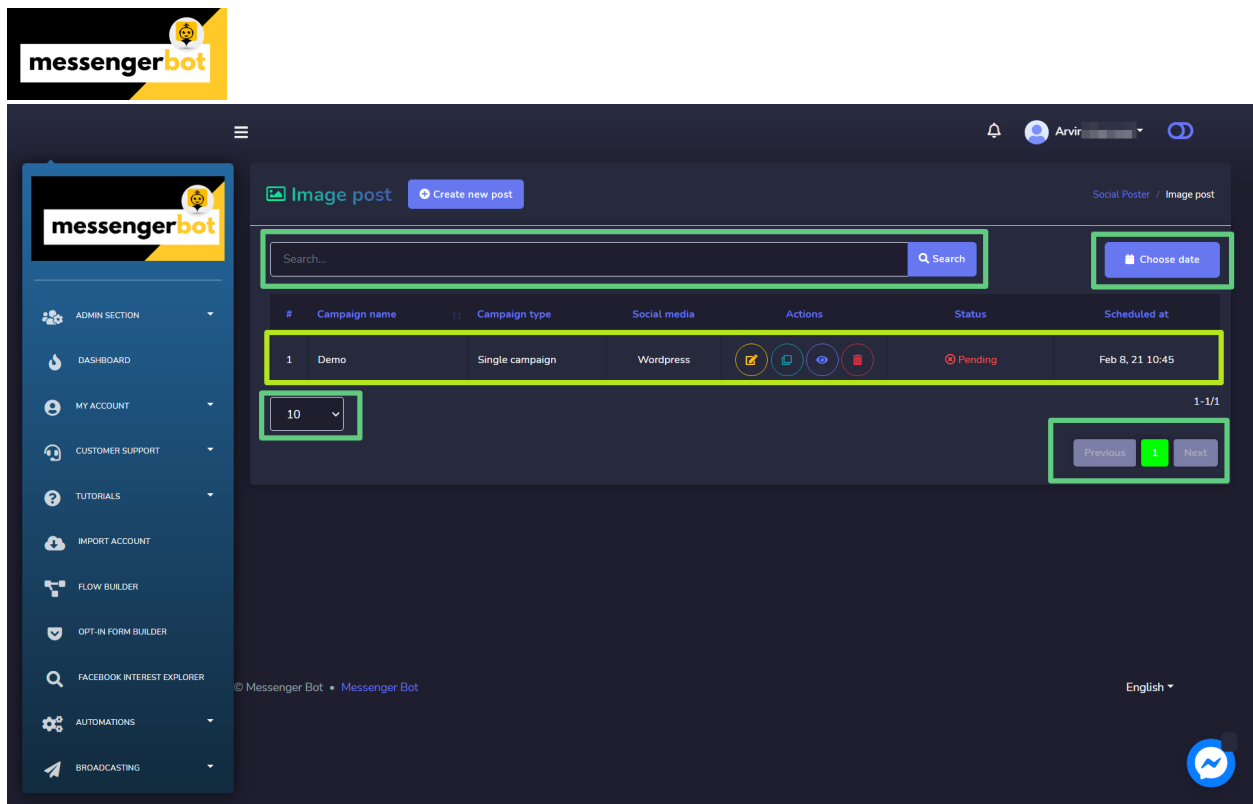 messengerbot
Arvin
messengerbot
Image post
Create new post
Social Poster / Image post
Search...
Search
Choose date
# Campaign name Campaign type Social media Actions Status Scheduled at
1 Demo Single campaign Wordpress Pending Feb 8, 21 10:45
10
1-1/1
Previous 1 Next
ADMIN SECTION
DASHBOARD
MY ACCOUNT
CUSTOMER SUPPORT
TUTORIALS
IMPORT ACCOUNT
FLOW BUILDER
OPT-IN FORM BUILDER
FACEBOOK INTEREST EXPLORER
AUTOMATIONS
BROADCASTING
© Messenger Bot • Messenger Bot
English